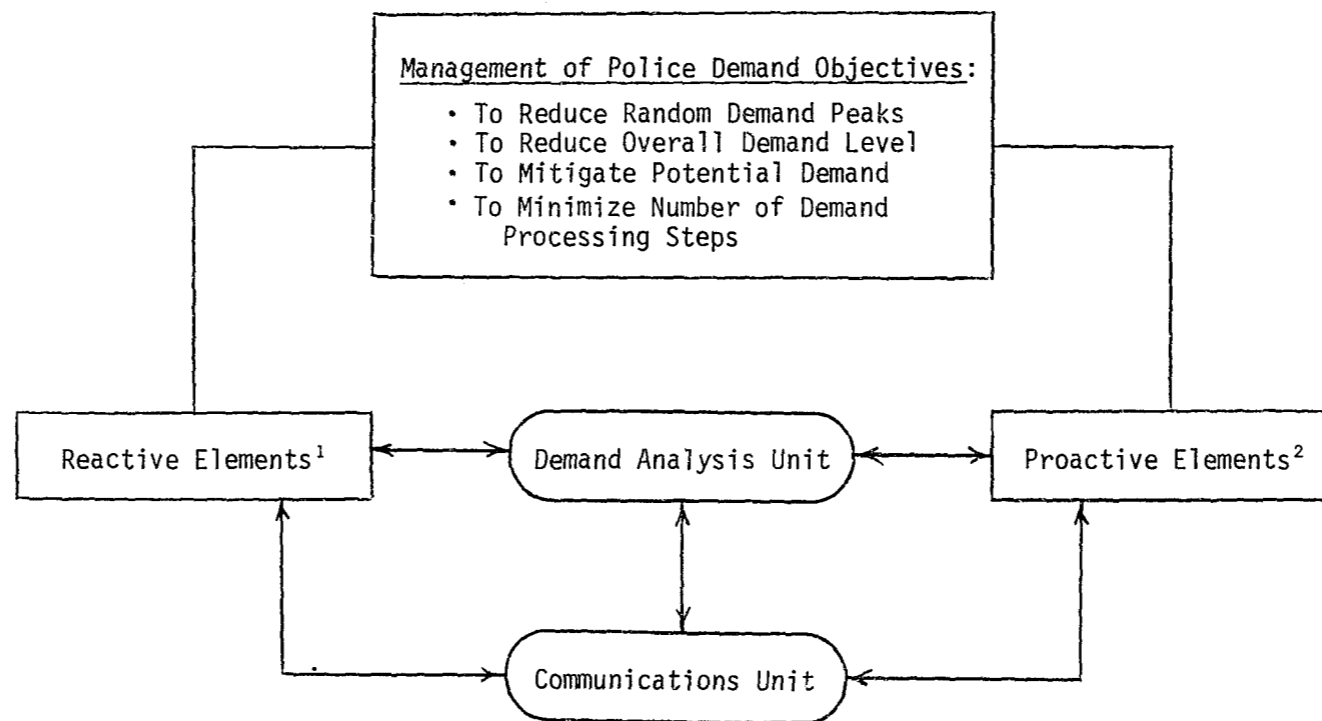 Management of Police Demand Objectives:
· To Reduce Random Demand Peaks
· To Reduce Overall Demand Level
· To Mitigate Potential Demand
· To Minimize Number of Demand
Processing Steps
Reactive Elements¹
Demand Analysis Unit
Proactive Elements²
Communications Unit